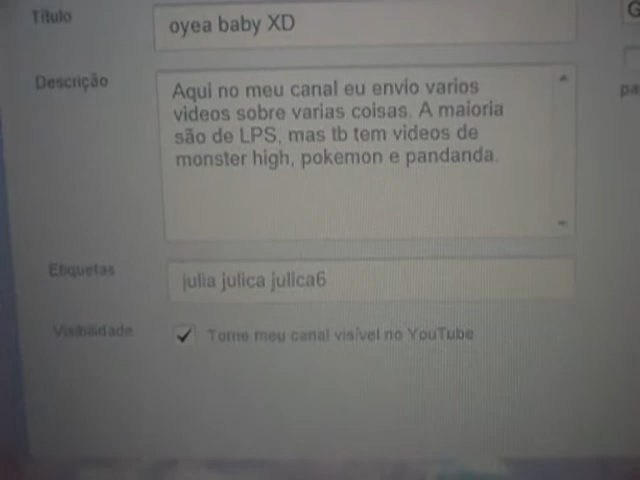 Título
oyea baby XD
Descrição
Aqui no meu canal eu envio varios
videos sobre varias coisas. A maioria
são de LPS, mas tb tem videos de
monster high, pokemon e pandanda.
Etiquetas
julia julica julica6
Visibilidade
Torne meu canal visível no YouTube
G
pa